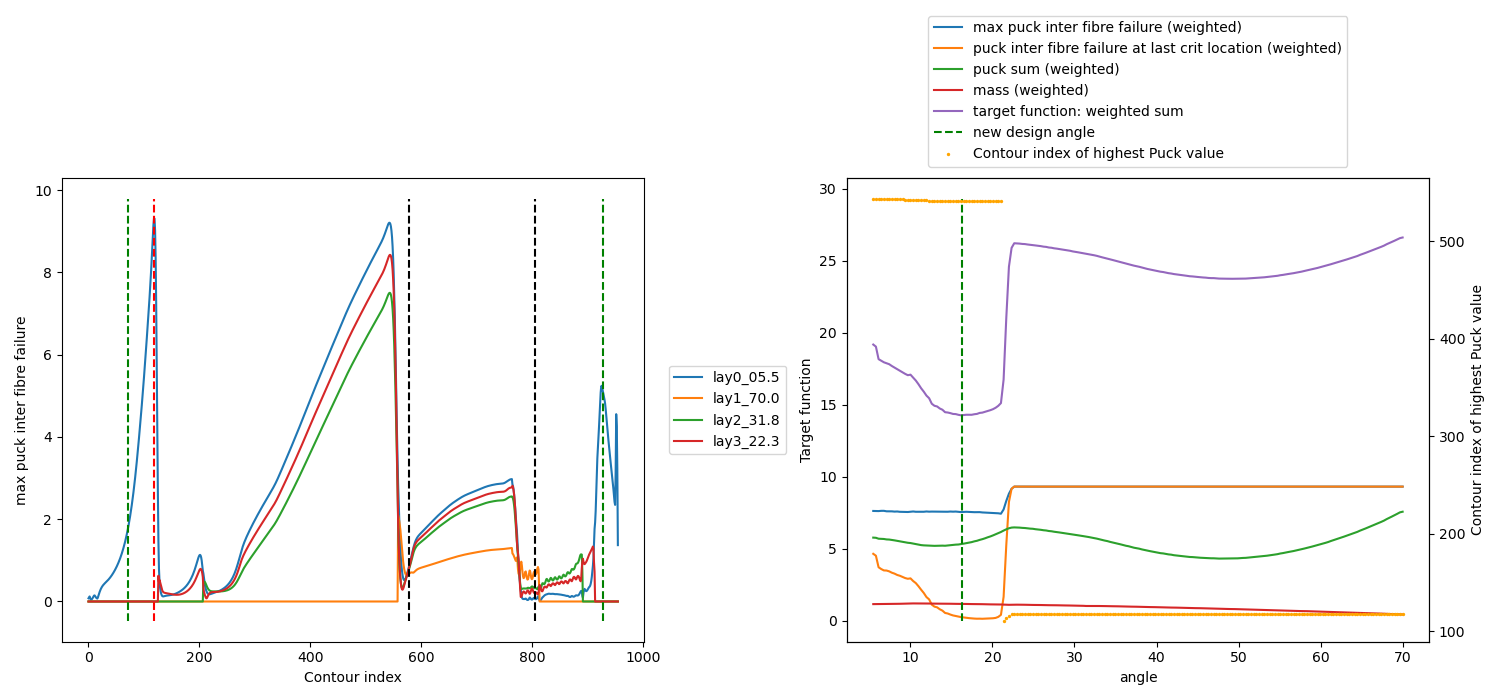 max puck inter fibre failure (weighted)
puck inter fibre failure at last crit location (weighted)
puck sum (weighted)
mass (weighted)
target function: weighted sum
new design angle
Contour index of highest Puck value
10
8
6
4
2
0
max puck inter fibre failure
0
200
400
600
800
1000
Contour index
lay0_05.5
lay1_70.0
lay2_31.8
lay3_22.3
30
25
20
15
10
5
0
Target function
10
20
30
40
50
60
70
angle
500
400
300
200
100
Contour index of highest Puck value